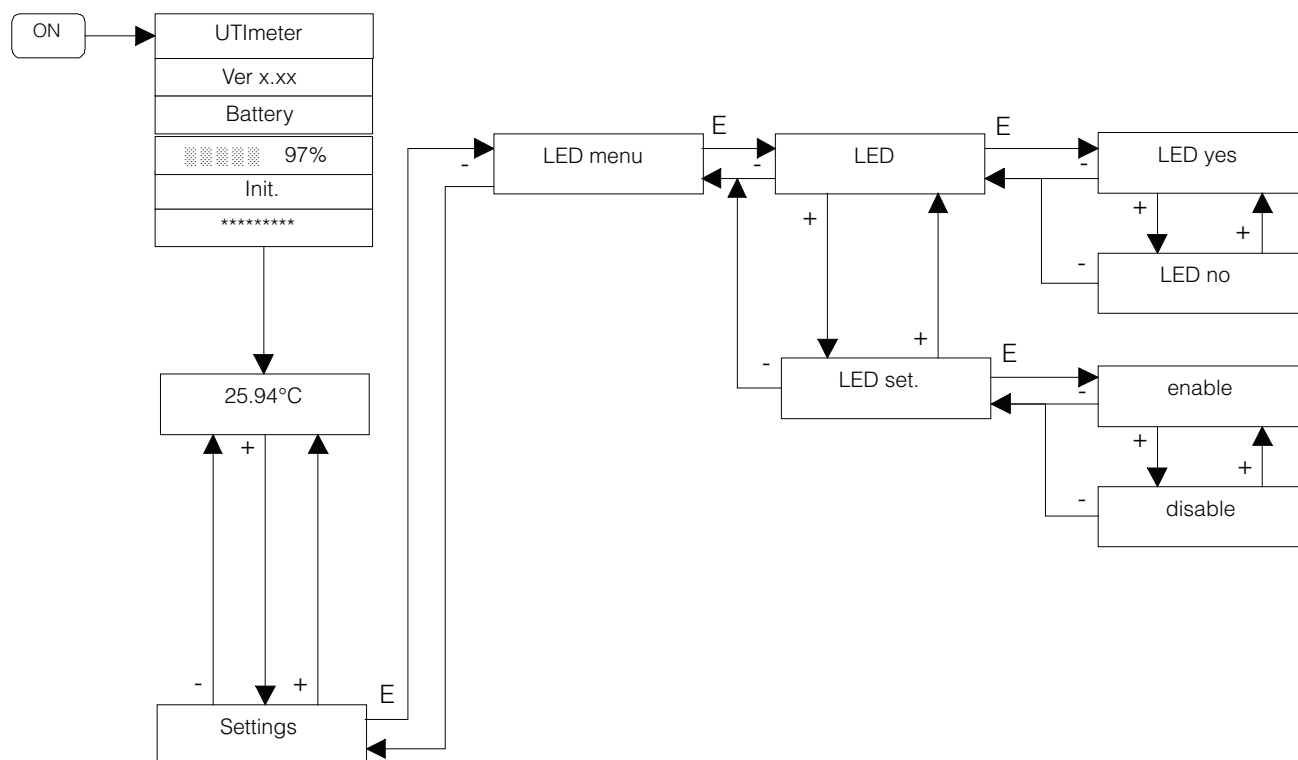 ON
UTImeter
Ver x.xx
Battery
97%
Init.
*********
25.94°C
+
-
+
Settings
E
-
LED menu
E
-
LED
E
-
LED yes
+
+
-
LED no
+
+
-
LED set.
E
-
enable
+
+
-
disable